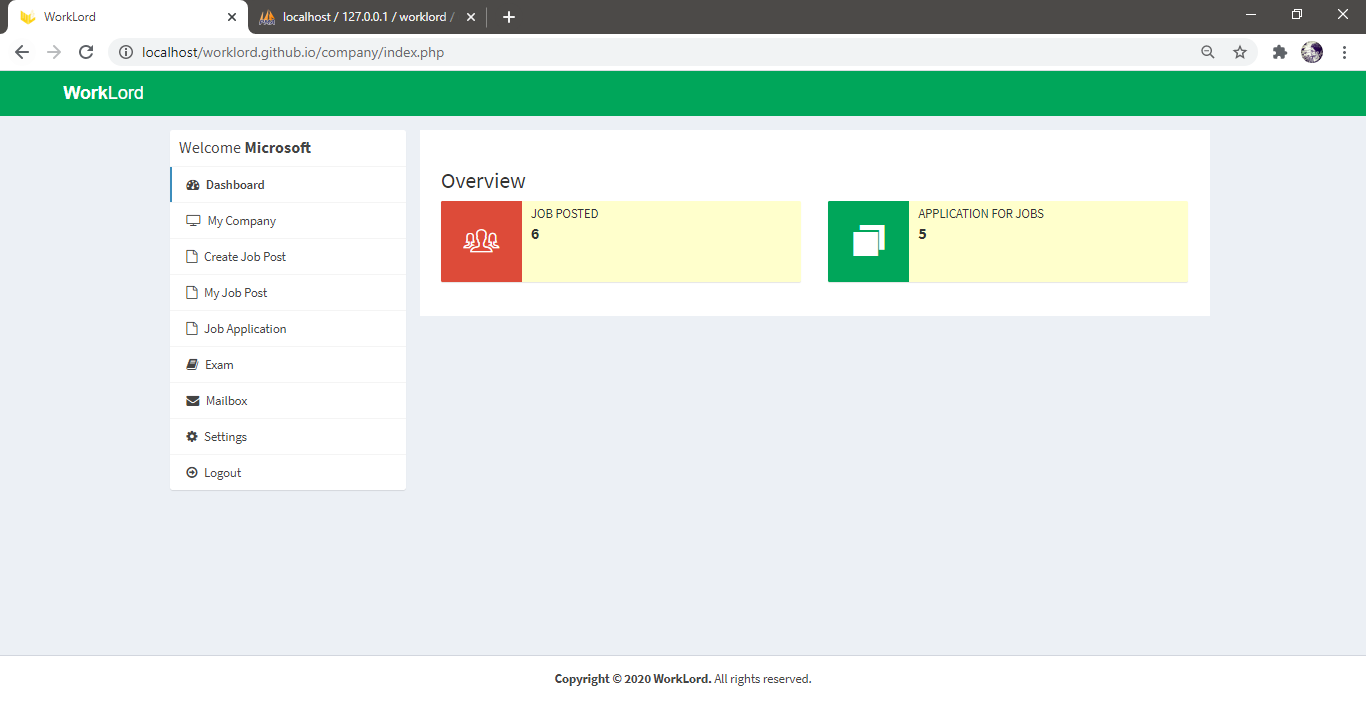 WorkLord
localhost / 127.0.0.1 / worklord /
localhost/worklord.github.io/company/index.php
WorkLord
Welcome Microsoft
Dashboard
My Company
Create Job Post
My Job Post
Job Application
Exam
Mailbox
Settings
Logout
Overview
JOB POSTED
6
APPLICATION FOR JOBS
5
Copyright © 2020 WorkLord. All rights reserved.